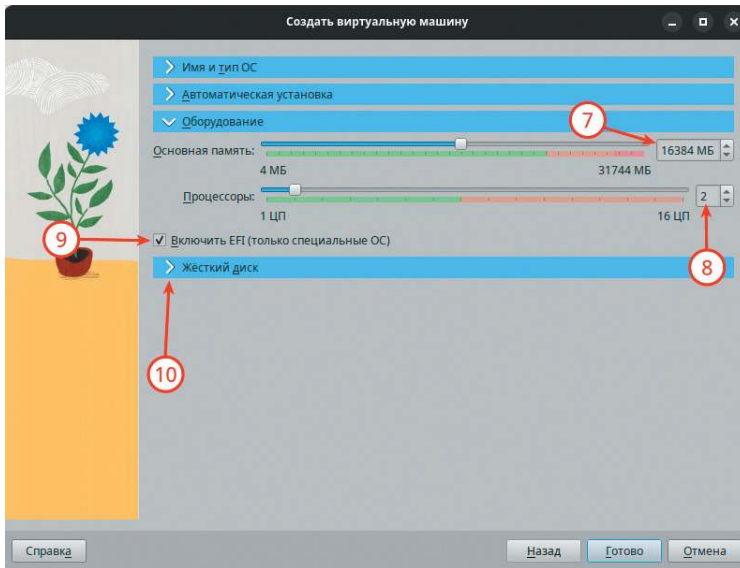 Создать виртуальную машину
Имя и тип ОС
Автоматическая установка
Оборудование
7
Основная память:
16384 МБ
4 МБ
31744 МБ
Процессоры:
2
1 ЦП
16 ЦП
9
Включить EFI (только специальные ОС)
8
Жёсткий диск
10
Справка
Назад
Готово
Отмена